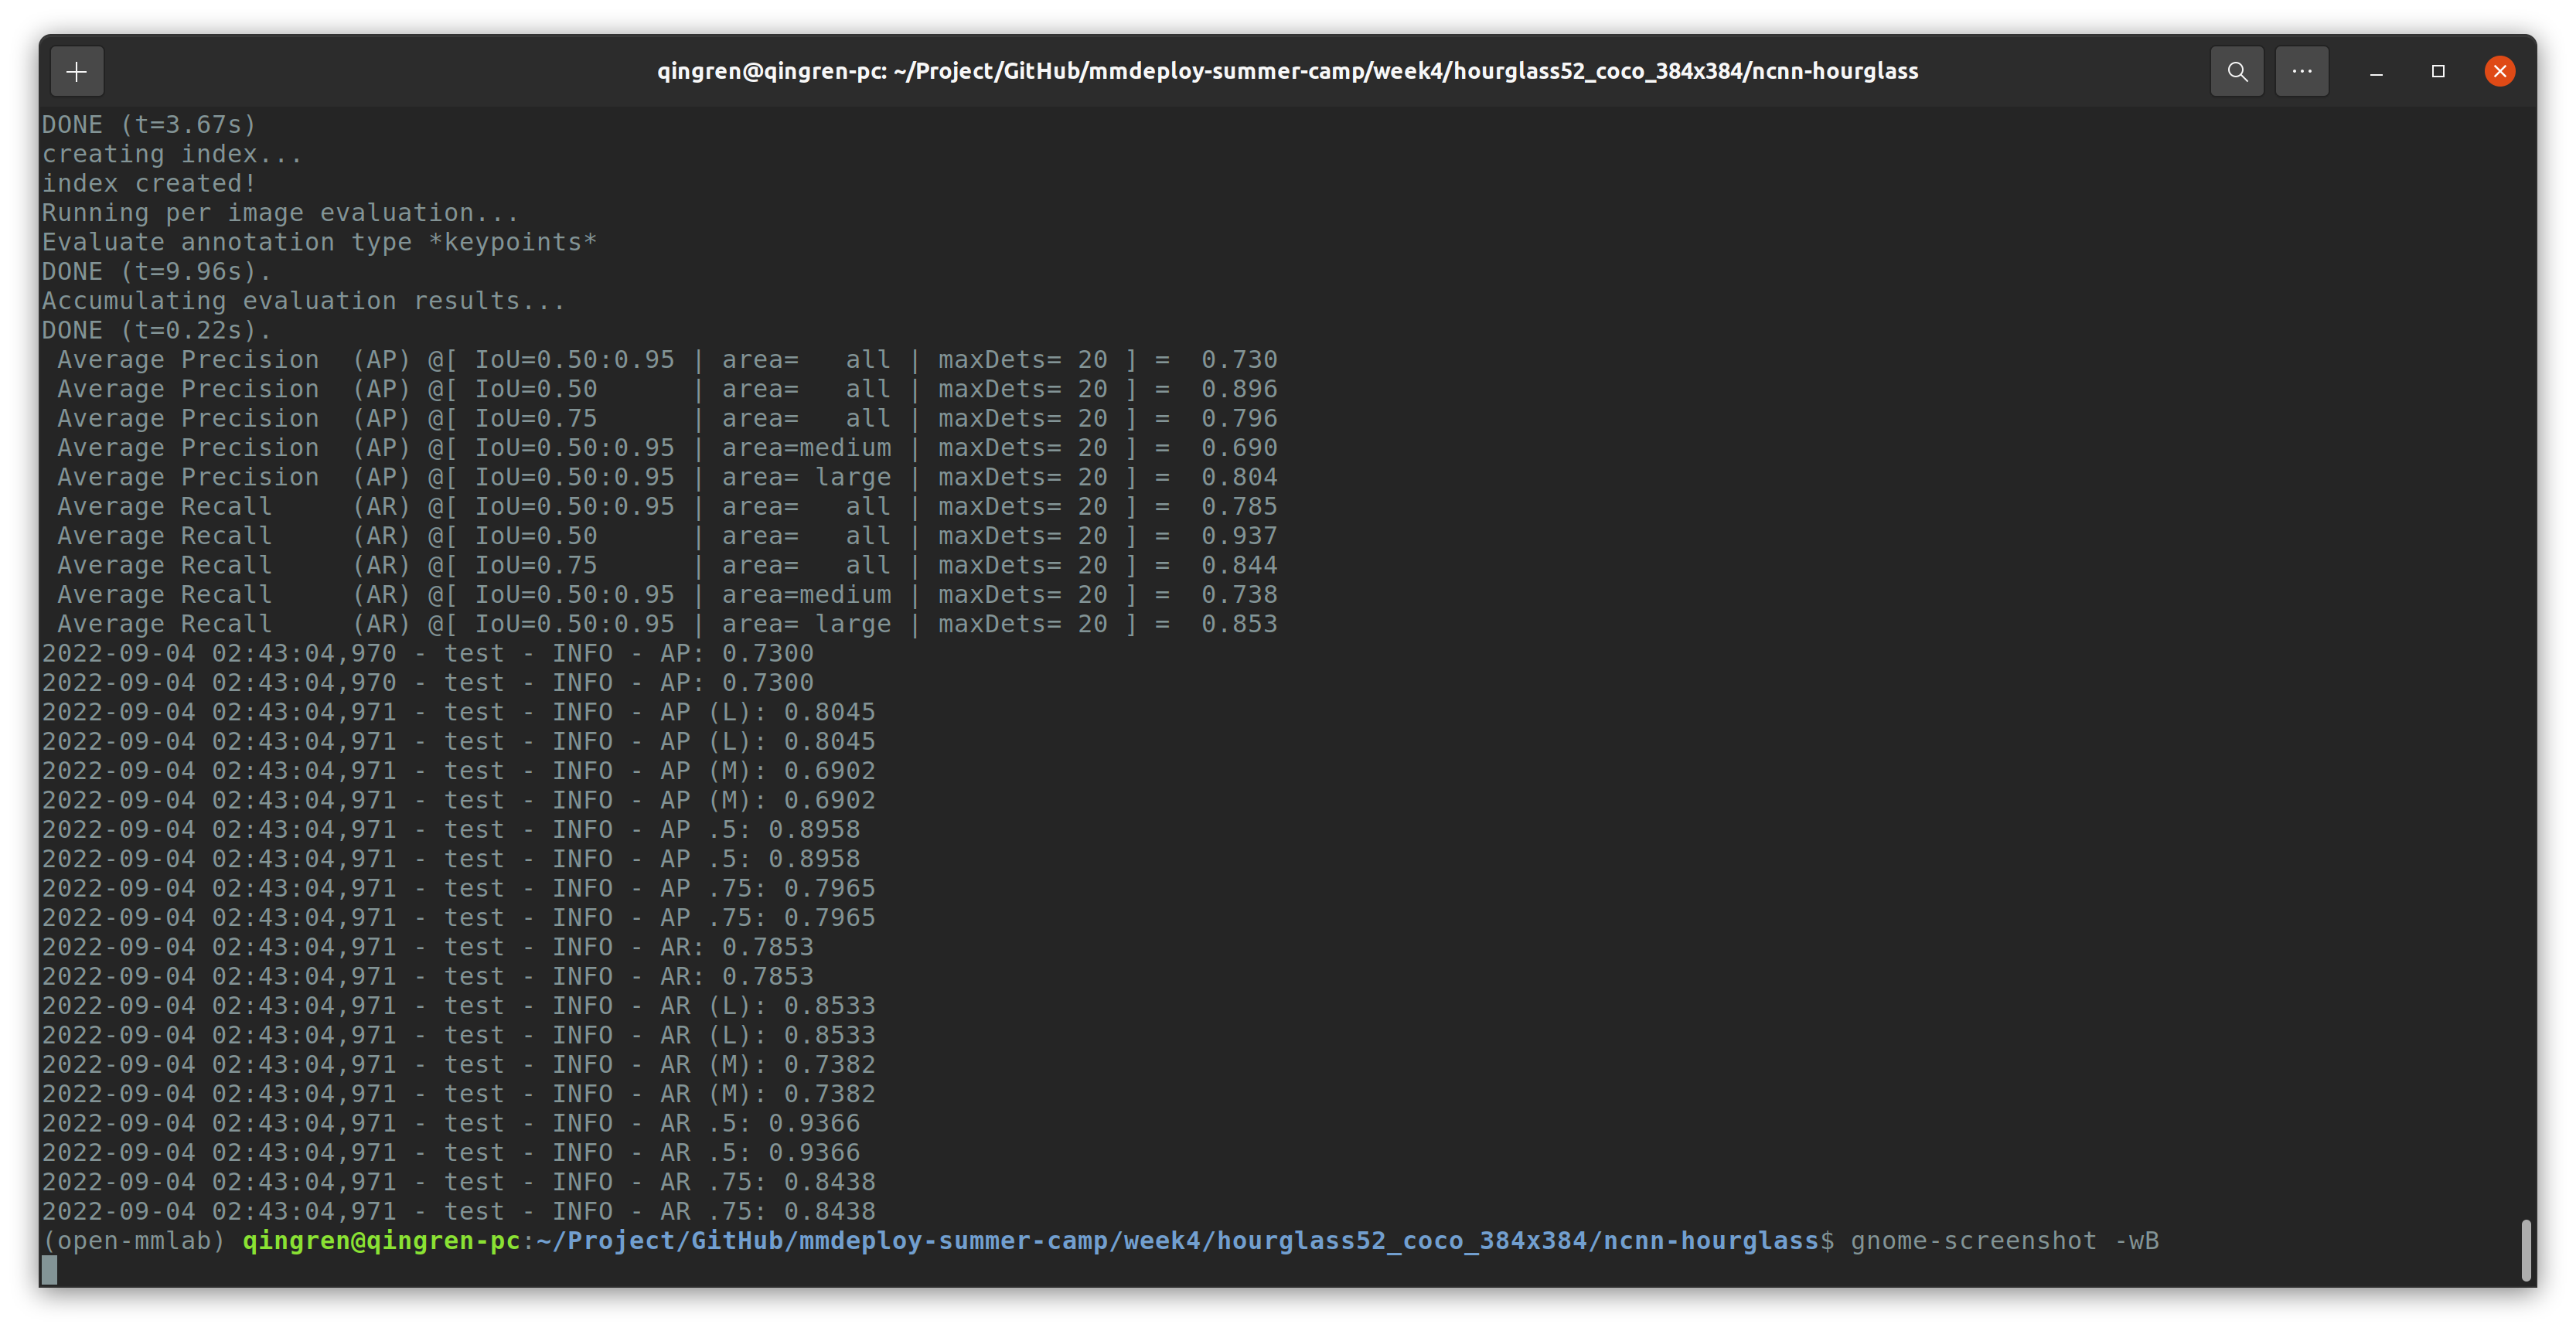 qingren@qingren-pc: ~/Project/GitHub/mmdeploy-summer-camp/week4/hourglass52_coco_384x384/ncnn-hourglass
DONE (t=3.67s)
creating index...
index created!
Running per image evaluation...
Evaluate annotation type *keypoints*
DONE (t=9.96s).
Accumulating evaluation results...
DONE (t=0.22s).
 Average Precision  (AP) @[ IoU=0.50:0.95 | area=   all | maxDets= 20 ] =  0.730
 Average Precision  (AP) @[ IoU=0.50      | area=   all | maxDets= 20 ] =  0.896
 Average Precision  (AP) @[ IoU=0.75      | area=   all | maxDets= 20 ] =  0.796
 Average Precision  (AP) @[ IoU=0.50:0.95 | area=medium | maxDets= 20 ] =  0.690
 Average Precision  (AP) @[ IoU=0.50:0.95 | area= large | maxDets= 20 ] =  0.804
 Average Recall     (AR) @[ IoU=0.50:0.95 | area=   all | maxDets= 20 ] =  0.785
 Average Recall     (AR) @[ IoU=0.50      | area=   all | maxDets= 20 ] =  0.937
 Average Recall     (AR) @[ IoU=0.75      | area=   all | maxDets= 20 ] =  0.844
 Average Recall     (AR) @[ IoU=0.50:0.95 | area=medium | maxDets= 20 ] =  0.738
 Average Recall     (AR) @[ IoU=0.50:0.95 | area= large | maxDets= 20 ] =  0.853
2022-09-04 02:43:04,970 - test - INFO - AP: 0.7300
2022-09-04 02:43:04,970 - test - INFO - AP: 0.7300
2022-09-04 02:43:04,971 - test - INFO - AP (L): 0.8045
2022-09-04 02:43:04,971 - test - INFO - AP (L): 0.8045
2022-09-04 02:43:04,971 - test - INFO - AP (M): 0.6902
2022-09-04 02:43:04,971 - test - INFO - AP (M): 0.6902
2022-09-04 02:43:04,971 - test - INFO - AP .5: 0.8958
2022-09-04 02:43:04,971 - test - INFO - AP .5: 0.8958
2022-09-04 02:43:04,971 - test - INFO - AP .75: 0.7965
2022-09-04 02:43:04,971 - test - INFO - AP .75: 0.7965
2022-09-04 02:43:04,971 - test - INFO - AR: 0.7853
2022-09-04 02:43:04,971 - test - INFO - AR: 0.7853
2022-09-04 02:43:04,971 - test - INFO - AR (L): 0.8533
2022-09-04 02:43:04,971 - test - INFO - AR (L): 0.8533
2022-09-04 02:43:04,971 - test - INFO - AR (M): 0.7382
2022-09-04 02:43:04,971 - test - INFO - AR (M): 0.7382
2022-09-04 02:43:04,971 - test - INFO - AR .5: 0.9366
2022-09-04 02:43:04,971 - test - INFO - AR .5: 0.9366
2022-09-04 02:43:04,971 - test - INFO - AR .75: 0.8438
2022-09-04 02:43:04,971 - test - INFO - AR .75: 0.8438
(open-mmlab) qingren@qingren-pc:~/Project/GitHub/mmdeploy-summer-camp/week4/hourglass52_coco_384x384/ncnn-hourglass$ gnome-screenshot -wB